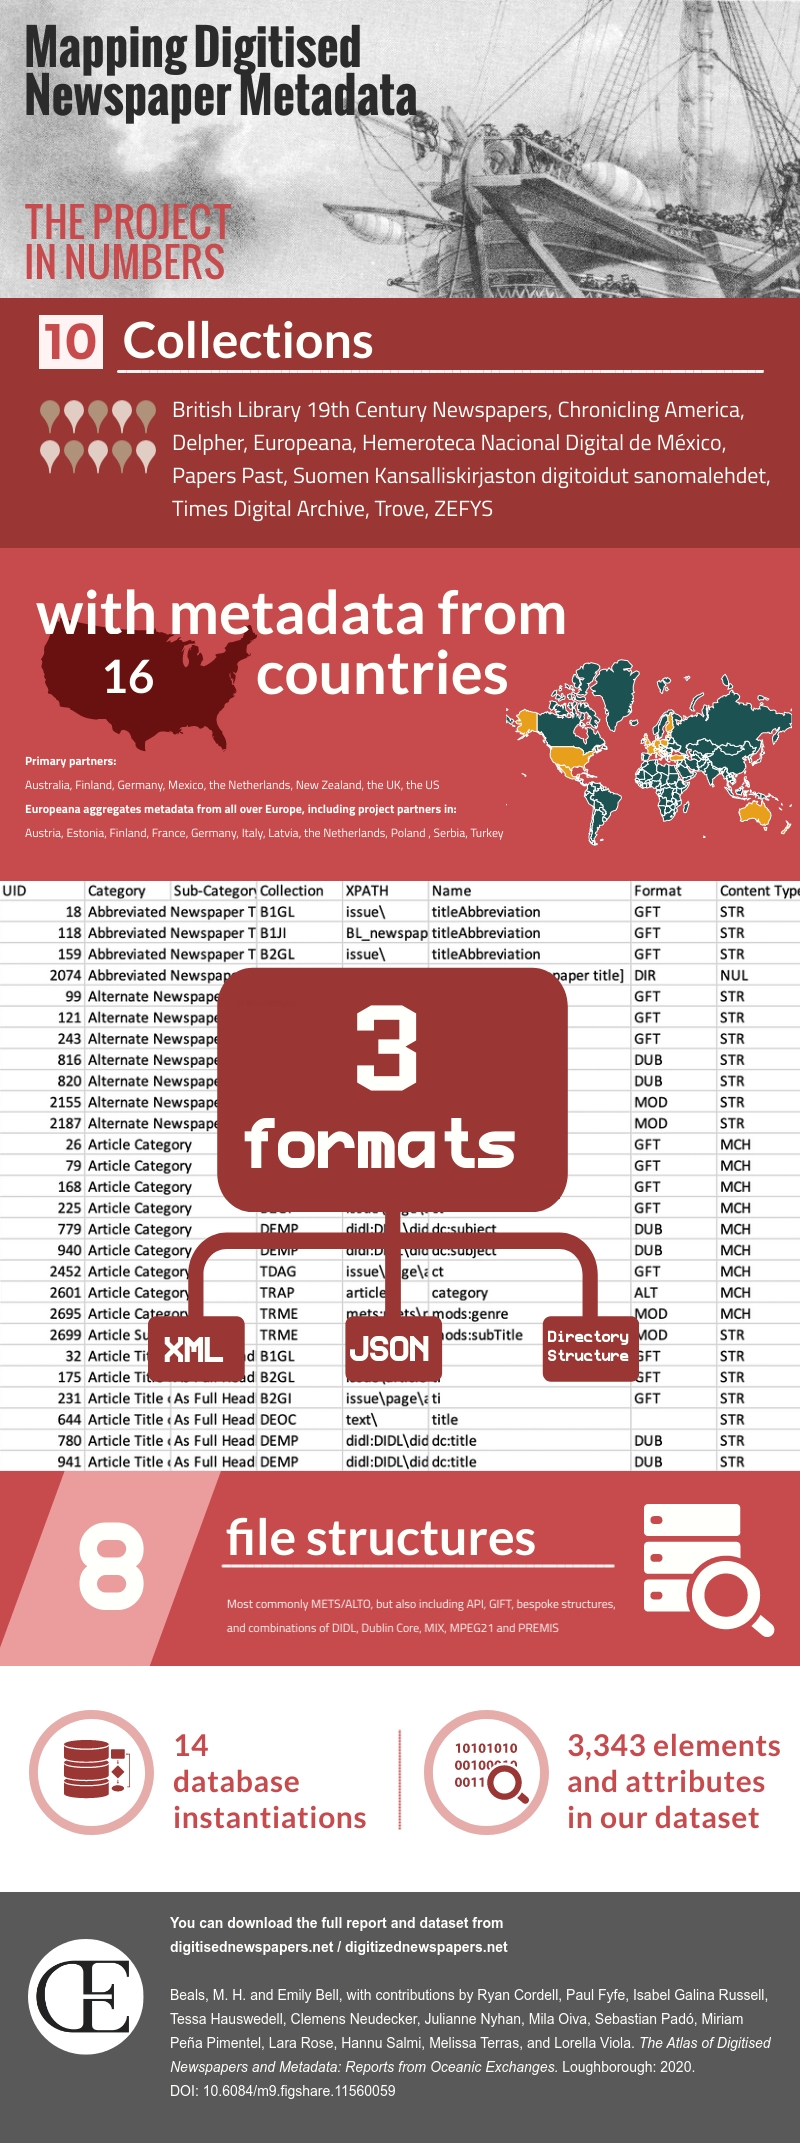 Mapping Digitised
Newspaper Metadata
THE PROJECT
IN NUMBERS
10 Collections
British Library 19th Century Newspapers, Chronicling America,
Delpher, Europeana, Hemeroteca Nacional Digital de México,
Papers Past, Suomen Kansalliskirjaston digitoidut sanomalehdet,
Times Digital Archive, Trove, ZEFYS
with metadata from
16 countries
Primary partners:
Australia, Finland, Germany, Mexico, the Netherlands, New Zealand, the UK, the US
Europeana aggregates metadata from all over Europe, including project partners in:
Austria, Estonia, Finland, France, Germany, Italy, Latvia, the Netherlands, Poland , Serbia, Turkey
UID Category Sub-Category Collection XPATH Name Format Content Type
18 Abbreviated Newspaper T B1GL issue\ titleAbbreviation GFT STR
118 Abbreviated Newspaper T B1JI BL_newspap titleAbbreviation GFT STR
159 Abbreviated Newspaper T B2GL issue\ titleAbbreviation GFT STR
2074 Abbreviated Newspa paper title] DIR NUL
99 Alternate Newspape GFT STR
121 Alternate Newspape GFT STR
243 Alternate Newspape GFT STR
816 Alternate Newspape DUB STR
820 Alternate Newspape DUB STR
2155 Alternate Newspape MOD STR
2187 Alternate Newspape MOD STR
26 Article Category GFT MCH
79 Article Category GFT MCH
168 Article Category GFT MCH
225 Article Category GFT MCH
779 Article Category DEMP didl:D \did dc:subject DUB MCH
940 Article Category DEMP didl:D \did dc:subject DUB MCH
2452 Article Category TDAG issue\ ge\a ct GFT MCH
2601 Article Category TRAP article category ALT MCH
2695 Article Category TRME mets: ets\r mods:genre MOD MCH
2699 Article Su TRME mods:subTitle MOD STR
32 Article Ti d B1GL GFT STR
175 Article Tit B2GL GFT STR
231 Article Title As Full Head B2GI issue\page\a ti GFT STR
644 Article Title As Full Head DEOC text\ title STR
780 Article Title As Full Head DEMP didl:DIDL\did dc:title DUB STR
941 Article Title As Full Head DEMP didl:DIDL\did dc:title DUB STR
3
formats
XML
JSON
Directory
Structure
8 file structures
Most commonly METS/ALTO, but also including API, GIFT, bespoke structures,
and combinations of DIDL, Dublin Core, MIX, MPEG21 and PREMIS
14
database
instantiations
10101010
0010
0011
3,343 elements
and attributes
in our dataset
You can download the full report and dataset from
digitisednewspapers.net / digitizednewspapers.net
Œ
Beals, M. H. and Emily Bell, with contributions by Ryan Cordell, Paul Fyfe, Isabel Galina Russell,
Tessa Hauswedell, Clemens Neudecker, Julianne Nyhan, Mila Oiva, Sebastian Padó, Miriam
Peña Pimentel, Lara Rose, Hannu Salmi, Melissa Terras, and Lorella Viola. The Atlas of Digitised
Newspapers and Metadata: Reports from Oceanic Exchanges. Loughborough: 2020.
DOI: 10.6084/m9.figshare.11560059